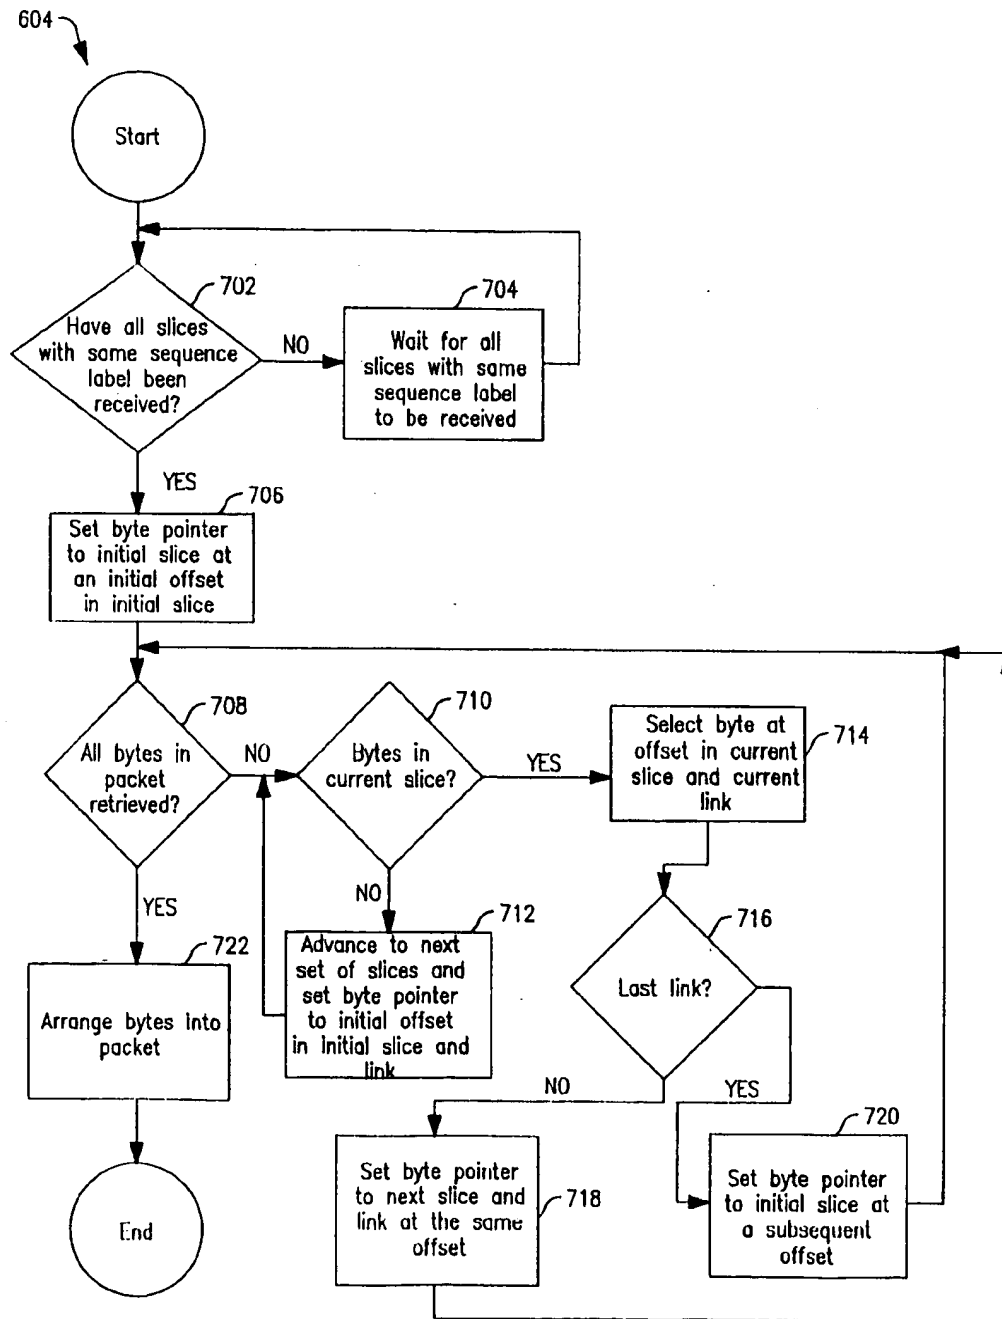 604
Start
702
Have all slices
with same sequence
label been
received?
NO
704
Wait for all
slices with same
sequence label
to be received
YES
706
Set byte pointer
to initial slice at
an initial offset
in initial slice
708
All bytes in
packet
retrieved?
NO
710
Bytes in
current slice?
YES
Select byte at
offset in current
slice and current
link
714
YES
NO
722
Arrange bytes into
packet
712
Advance to next
set of slices and
set byte pointer
to initial offset
in initial slice and
link
716
Last link?
NO
YES
End
Set byte pointer
to next slice and
link at the same
offset
718
720
Set byte pointer
to initial slice at
a subsequent
offset